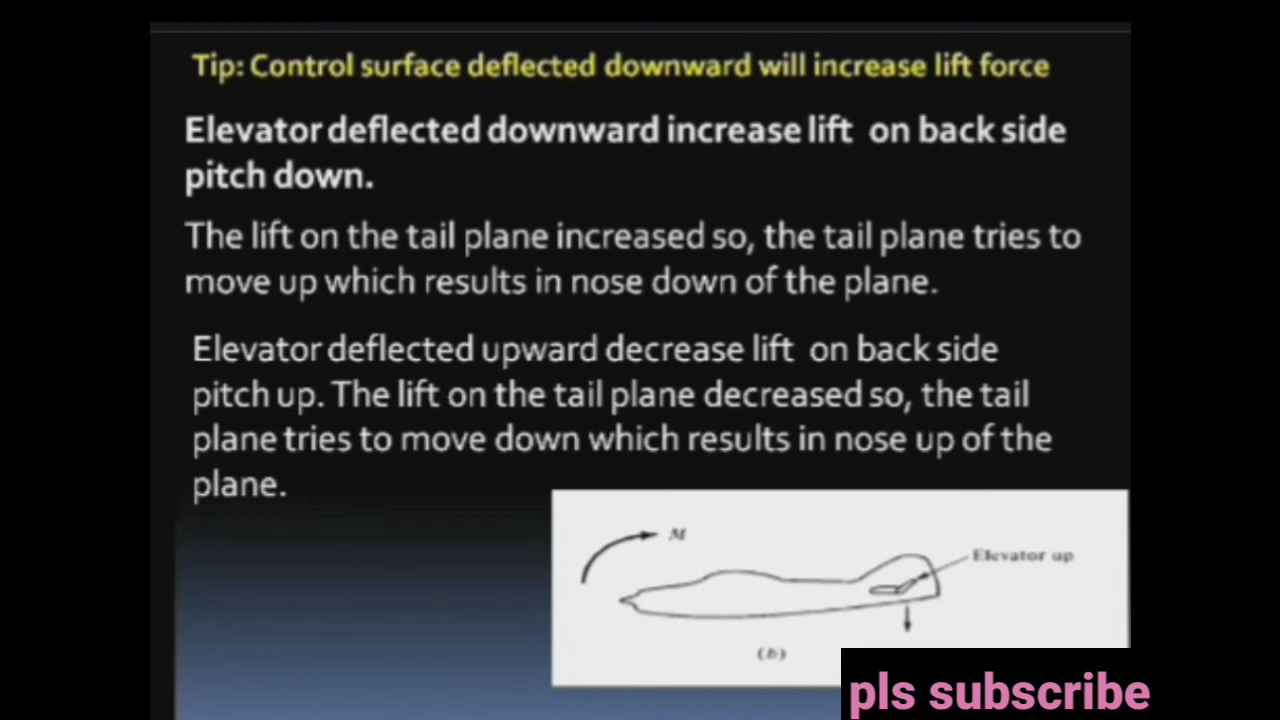 Tip: Control surface deflected downward will increase lift force
Elevator deflected downward increase lift on back side
pitch down.
The lift on the tail plane increased so, the tail plane tries to
move up which results in nose down of the plane.
Elevator deflected upward decrease lift on back side
pitch up. The lift on the tail plane decreased so, the tail
plane tries to move down which results in nose up of the
plane.
M
Elevator up
(b)
pls subscribe